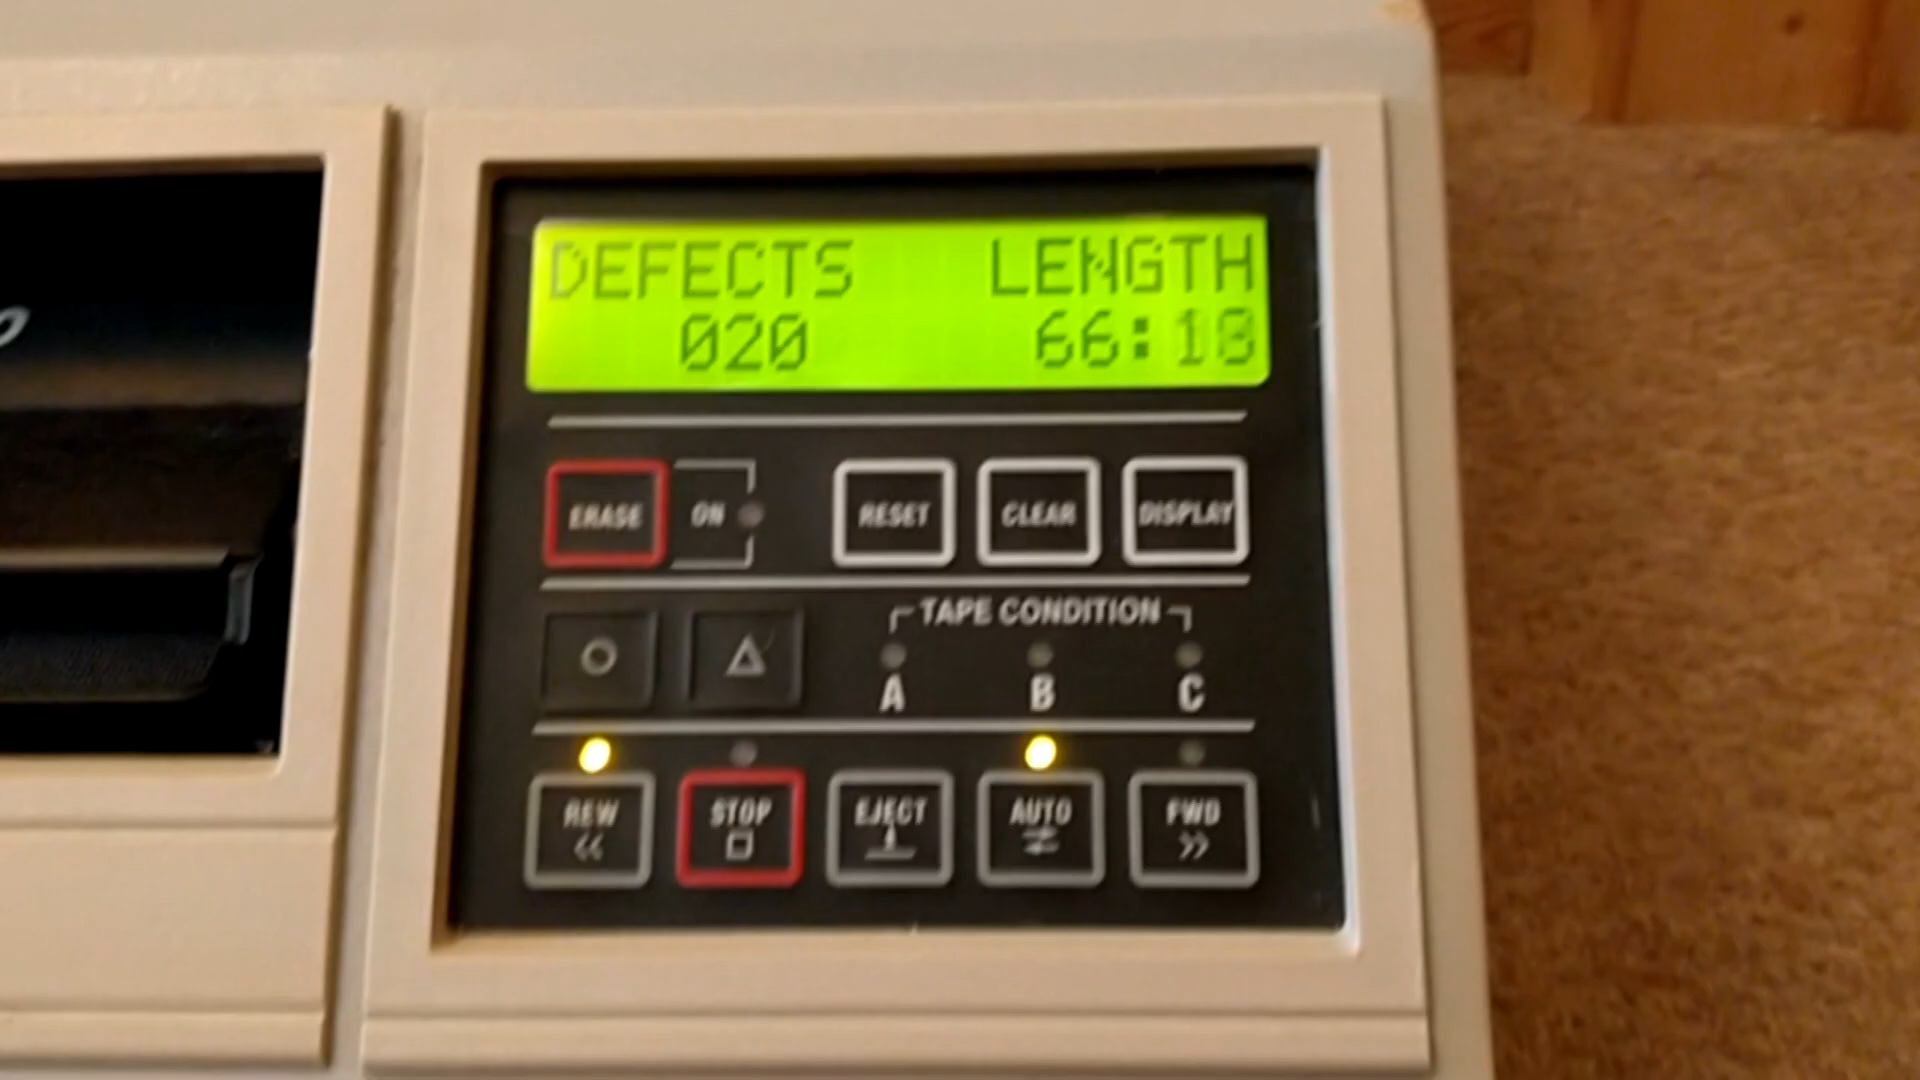 DEFECTS LENGTH
020 66:18
ERASE ON RESET CLEAR DISPLAY
TAPE CONDITION
A B C
REW STOP EJECT AUTO FWD